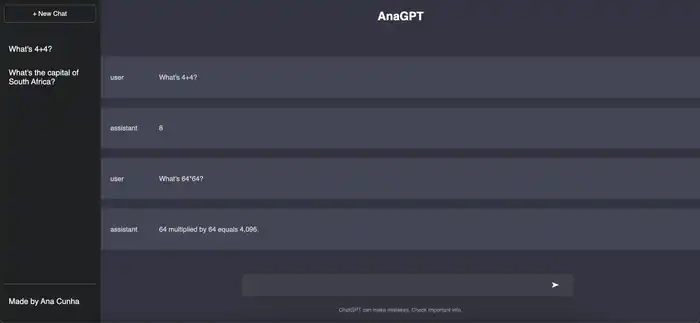 + New Chat
What's 4+4?
What's the capital of
South Africa?
Made by Ana Cunha
AnaGPT
user What's 4+4?
assistant 8
user What's 64*64?
assistant 64 multiplied by 64 equals 4,096.
ChatGPT can make mistakes. Check important info.